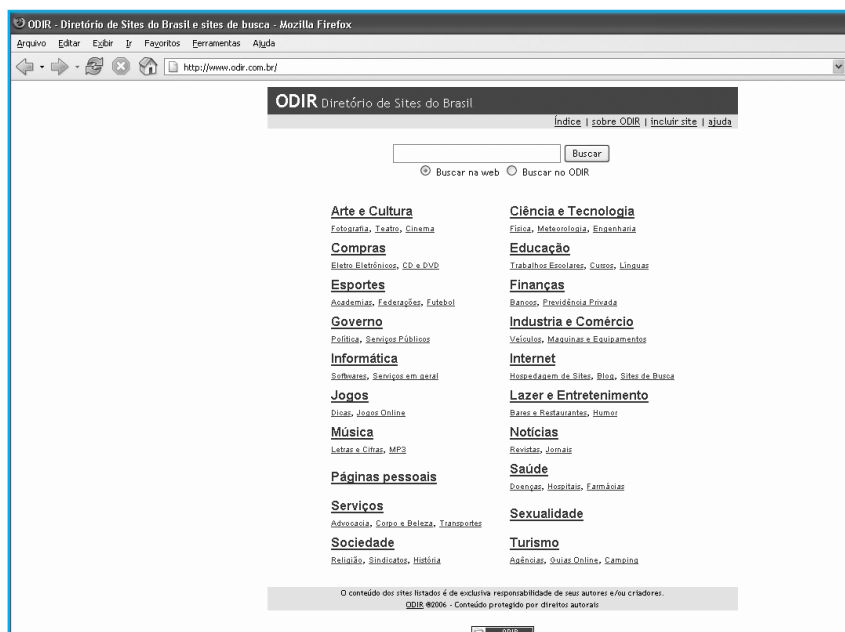 ODIR - Diretório de Sites do Brasil e sites de busca - Mozilla Firefox
Arquivo Editar Exibir Ir Favoritos Ferramentas Ajuda
http://www.odir.com.br/
ODIR Diretório de Sites do Brasil
Índice | sobre ODIR | incluir site | ajuda
Buscar
Buscar na web Buscar no ODIR
Arte e Cultura
Fotografia, Teatro, Cinema
Compras
Eletro Eletrônicos, CD e DVD
Esportes
Academias, Federações, Futebol
Governo
Política, Serviços Públicos
Informática
Softwares, Serviços em geral
Jogos
Dicas, Jogos Online
Música
Letras e Cifras, MP3
Páginas pessoais
Serviços
Advocacia, Corpo e Beleza, Transportes
Sociedade
Religião, Sindicatos, História
Ciência e Tecnologia
Física, Meteorologia, Engenharia
Educação
Trabalhos Escolares, Cursos, Línguas
Finanças
Bancos, Previdência Privada
Industria e Comércio
Veículos, Maquinas e Equipamentos
Internet
Hospedagem de Sites, Blog, Sites de Busca
Lazer e Entretenimento
Bares e Restaurantes, Humor
Notícias
Revistas, Jornais
Saúde
Doenças, Hospitais, Farmácias
Sexualidade
Turismo
Agências, Guias Online, Camping
O conteúdo dos sites listados é de exclusiva responsabilidade de seus autores e/ou criadores.
ODIR ©2006 - Conteúdo protegido por direitos autorais
ODIR